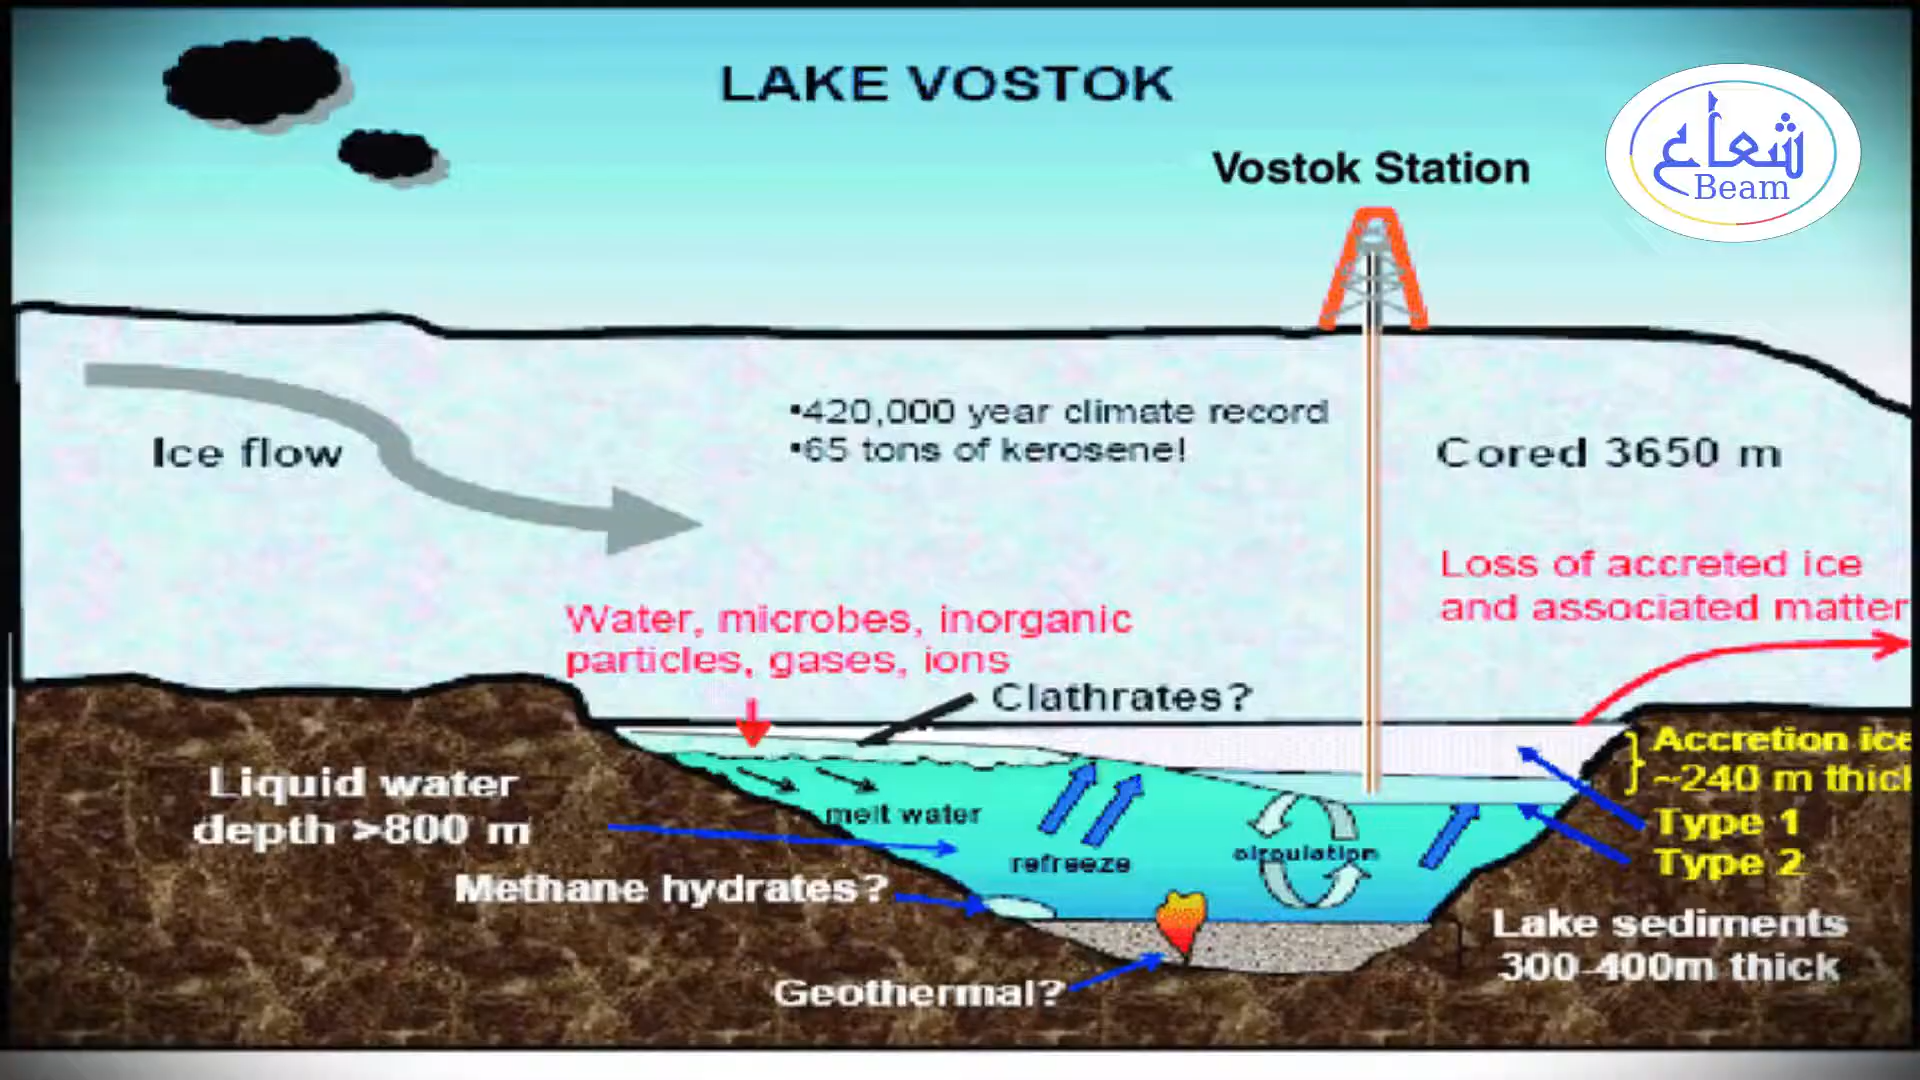 LAKE VOSTOK
Vostok Station
شعاع
Beam
•420,000 year climate record
•65 tons of kerosene!
Ice flow
Cored 3650 m
Loss of accreted ice
and associated matter
Water, microbes, inorganic
particles, gases, ions
Clathrates?
Accretion ice
~240 m thick
Type 1
Type 2
Liquid water
depth >800 m
melt water
refreeze
circulation
Methane hydrates?
Lake sediments
300-400m thick
Geothermal?